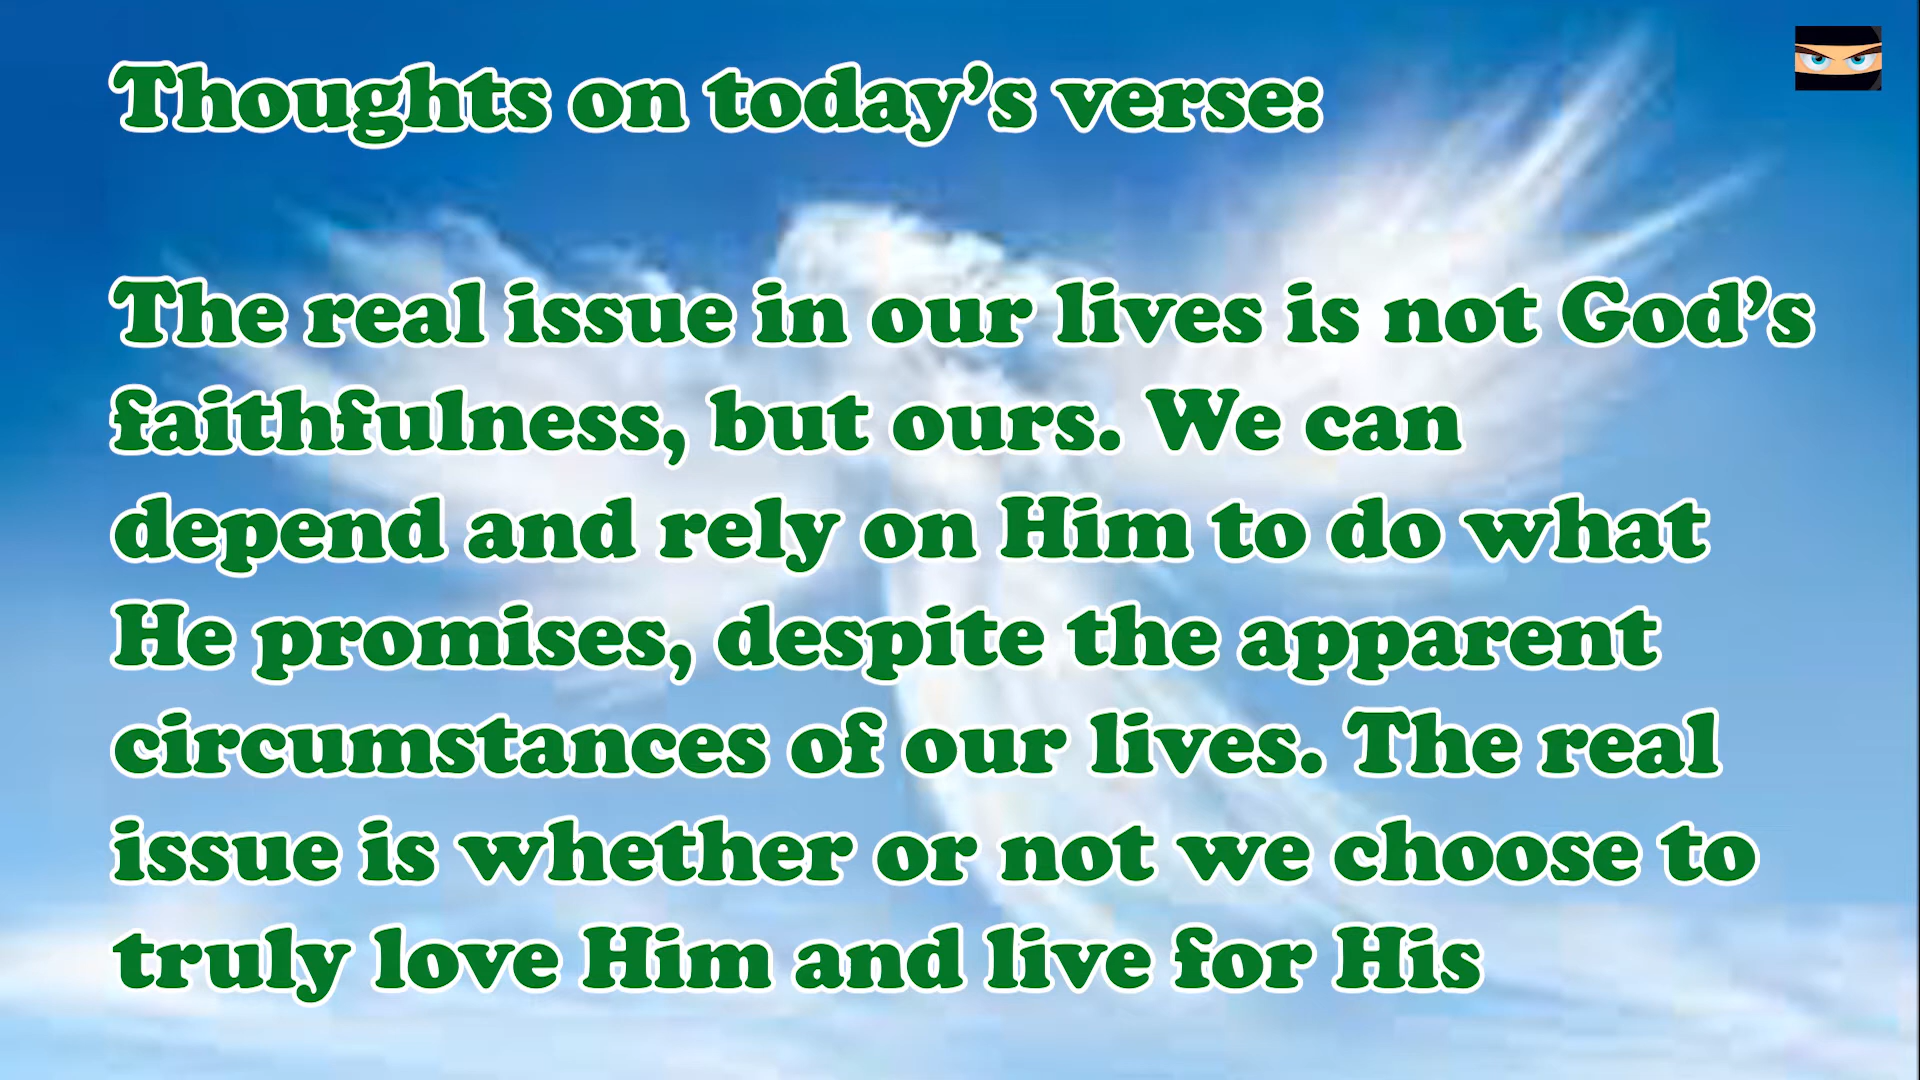 Thoughts on today’s verse:
The real issue in our lives is not God’s
faithfulness, but ours. We can
depend and rely on Him to do what
He promises, despite the apparent
circumstances of our lives. The real
issue is whether or not we choose to
truly love Him and live for His